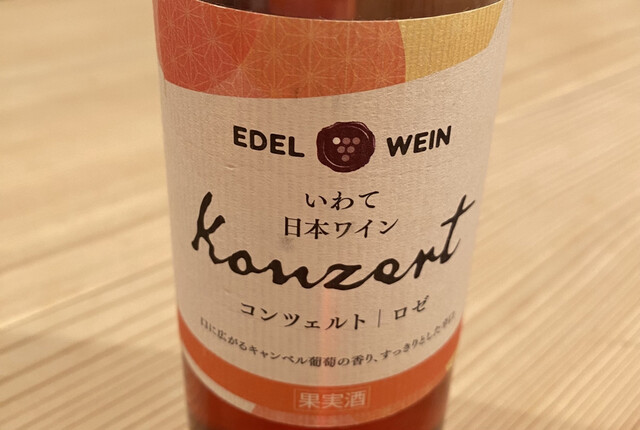 EDEL WEIN
いわて
日本ワイン
Konzert
コンツェルト | ロゼ
口に広がるキャンベル葡萄の香り、すっきりとした辛口
果実酒